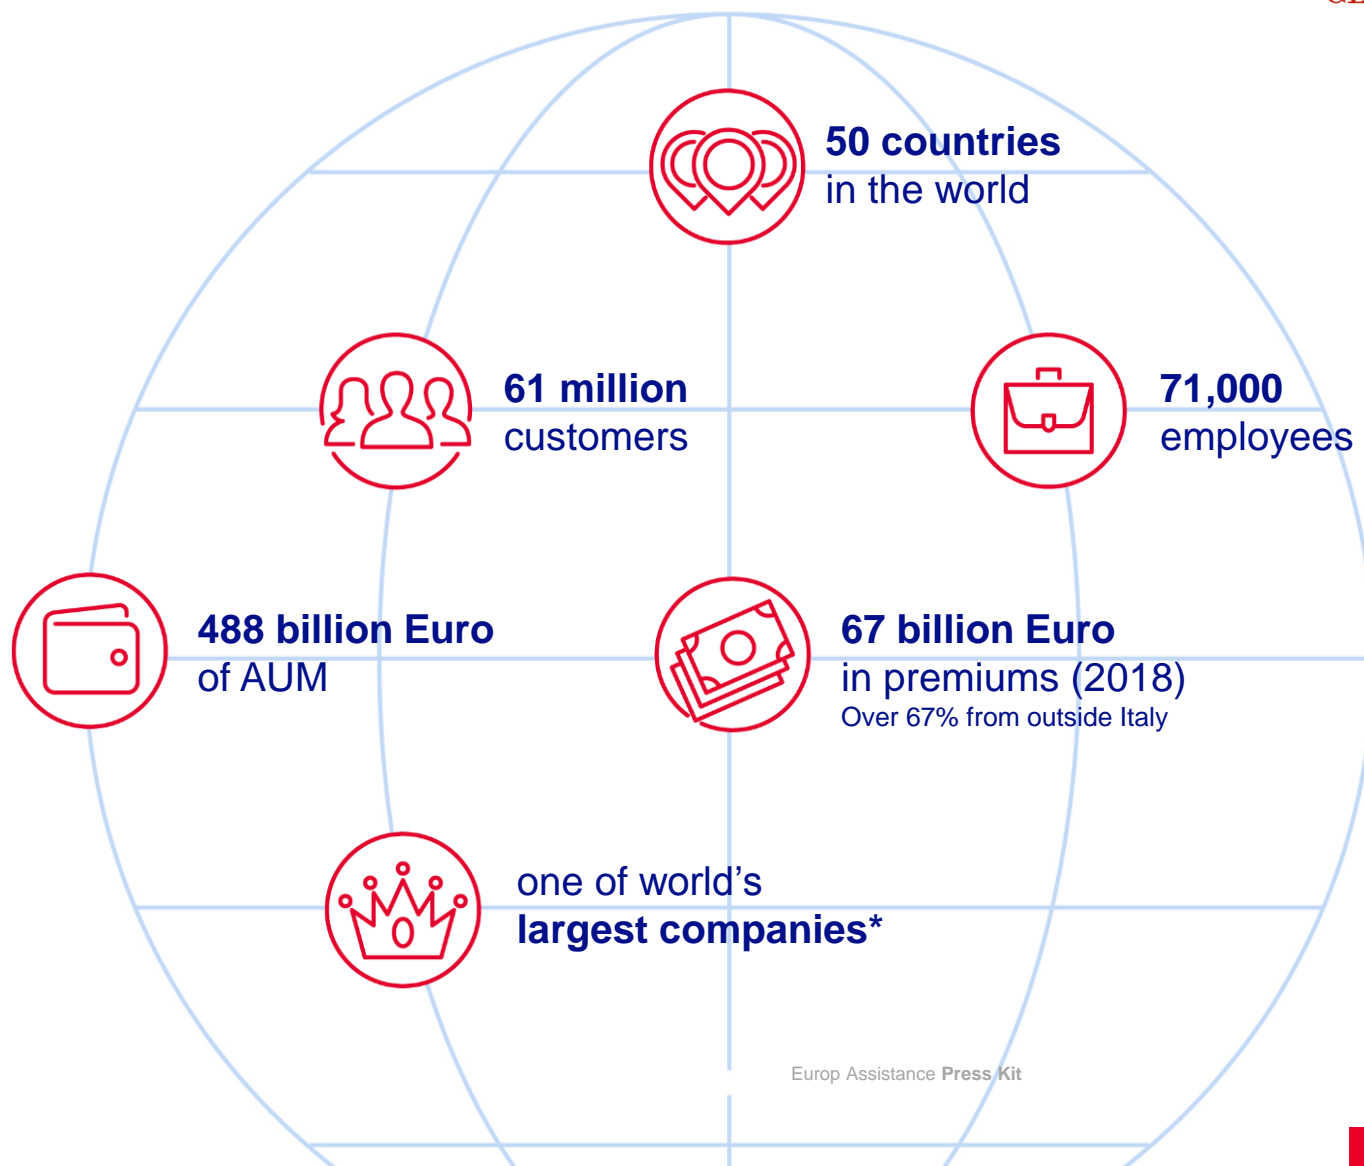 50 countries
in the world
61 million
customers
71,000
employees
488 billion Euro
of AUM
67 billion Euro
in premiums (2018)
Over 67% from outside Italy
one of world’s
largest companies*
Europ Assistance Press Kit